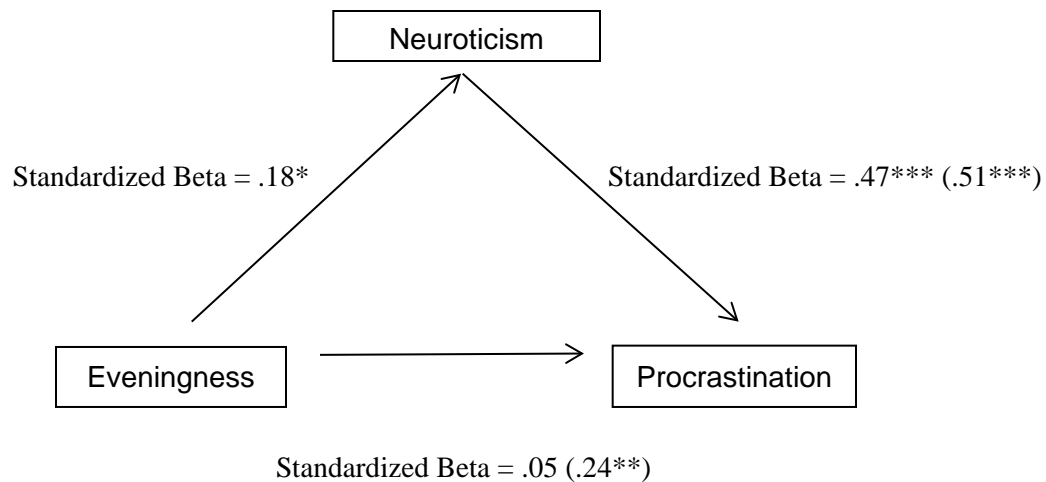 Neuroticism
Standardized Beta = .18*
Standardized Beta = .47*** (.51***)
Eveningness
Procrastination
Standardized Beta = .05 (.24**)